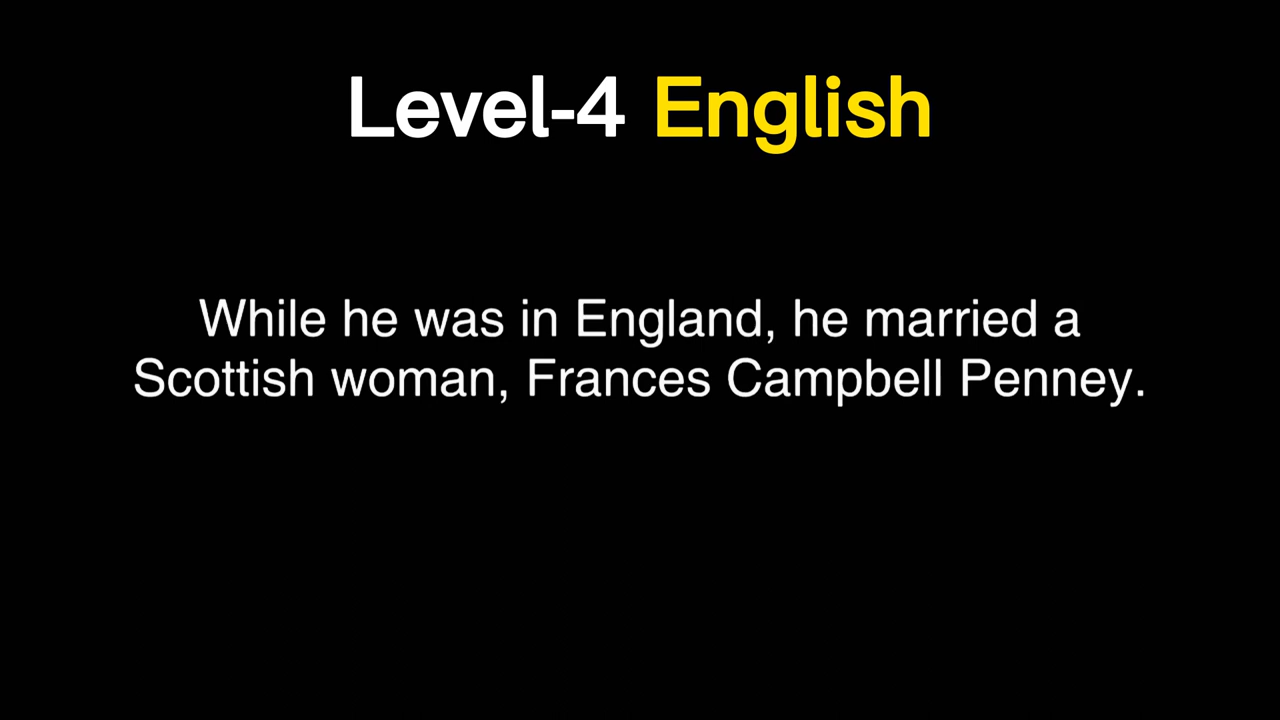 Level-4 English
While he was in England, he married a
Scottish woman, Frances Campbell Penney.